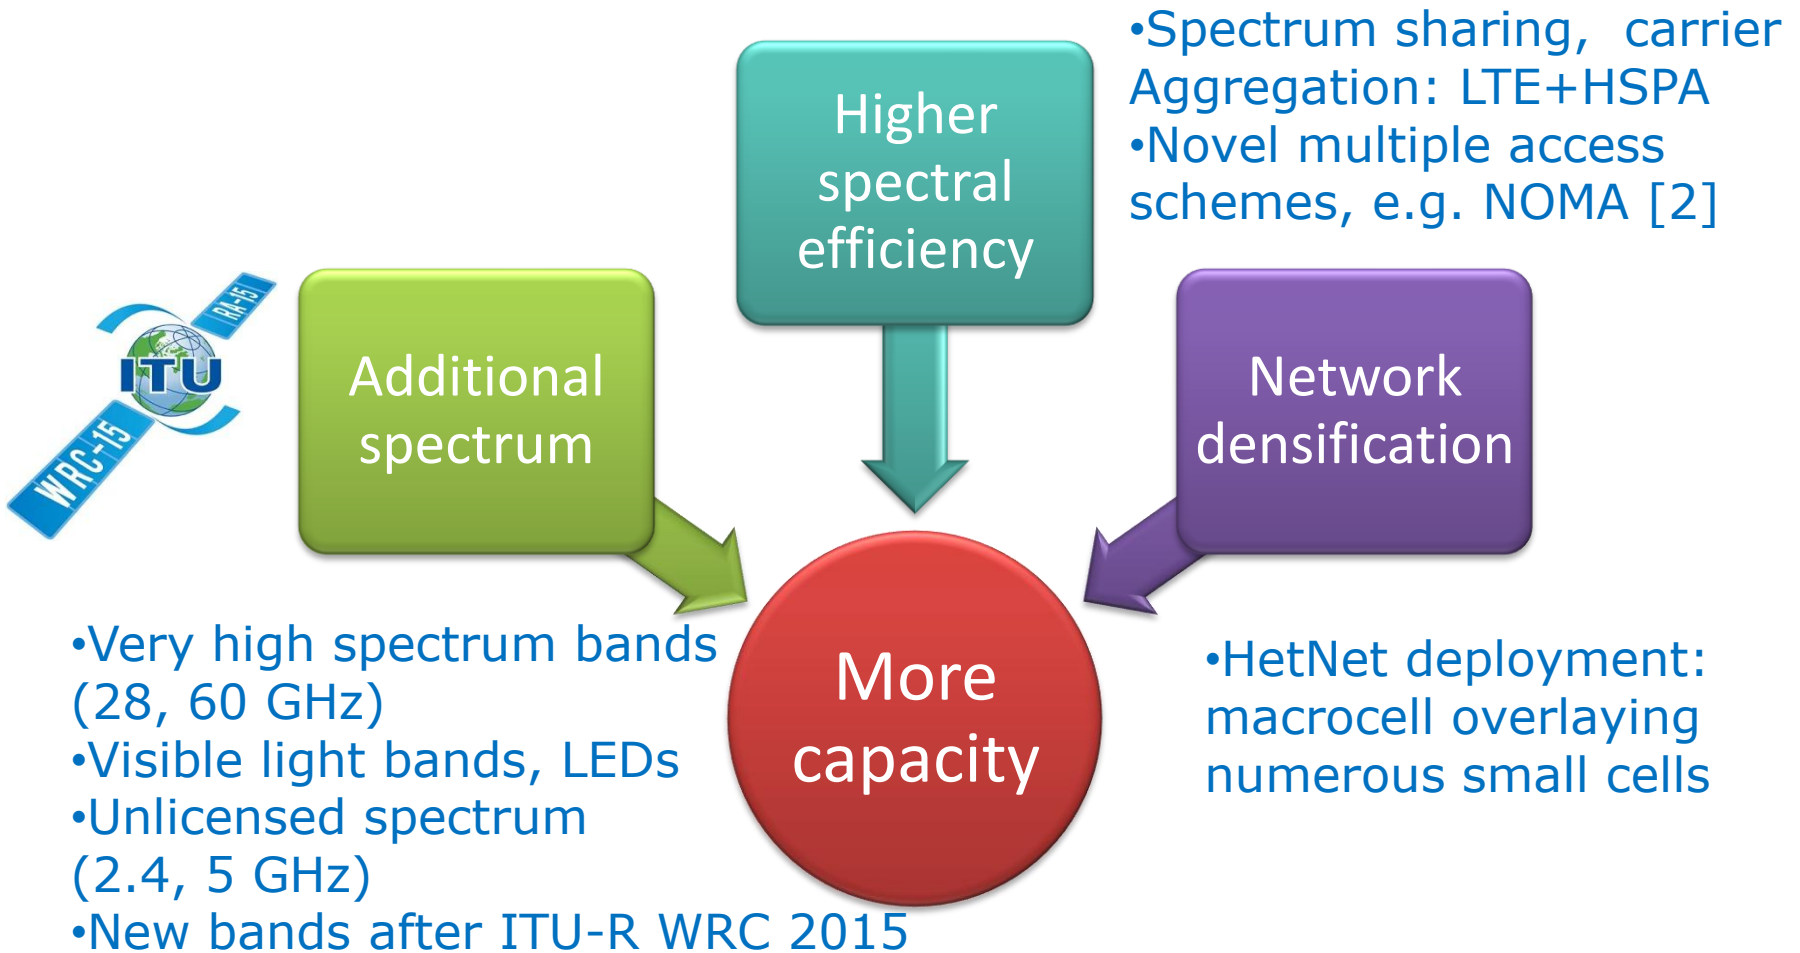 •Spectrum sharing, carrier
Aggregation: LTE+HSPA
•Novel multiple access
schemes, e.g. NOMA [2]
Higher
spectral
efficiency
RA-15
ITU
WRC-15
Additional
spectrum
Network
densification
More
capacity
•Very high spectrum bands
(28, 60 GHz)
•Visible light bands, LEDs
•Unlicensed spectrum
(2.4, 5 GHz)
•New bands after ITU-R WRC 2015
•HetNet deployment:
macrocell overlaying
numerous small cells